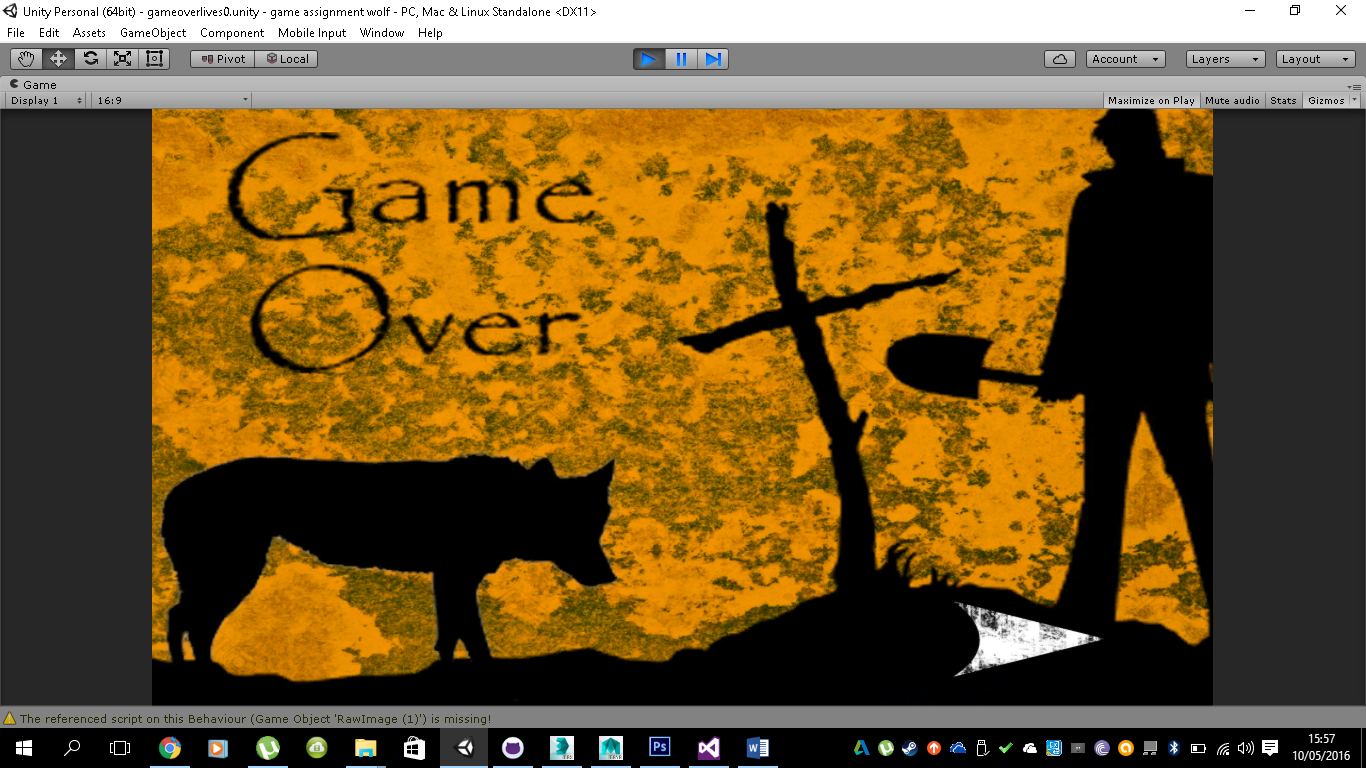 Unity Personal (64bit) - gameoverlives0.unity - game assignment wolf - PC, Mac & Linux Standalone <DX11>
File Edit Assets GameObject Component Mobile Input Window Help
Pivot Local Account Layers Layout
Game
Display 1 16:9 Maximize on Play Mute audio Stats Gizmos
Game
Over
The referenced script on this Behaviour (Game Object 'RawImage (1)') is missing!
Ps
15:57
10/05/2016